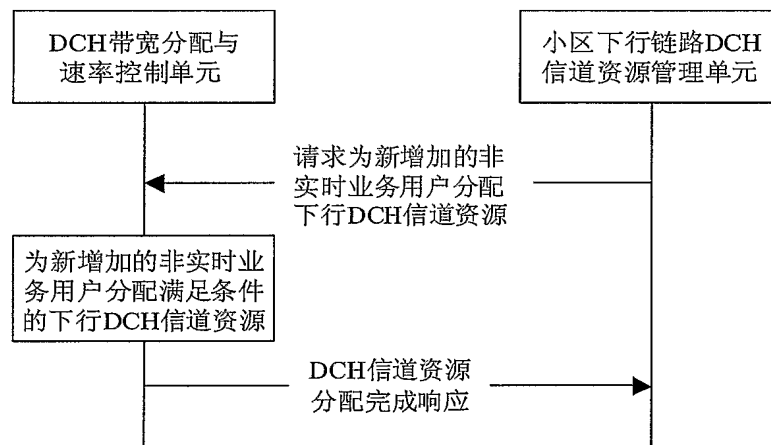 DCH带宽分配与
速率控制单元
小区下行链路DCH
信道资源管理单元
请求为新增加的非
实时业务用户分配
下行DCH信道资源
为新增加的非实时业
务用户分配满足条件
的下行DCH信道资源
DCH信道资源
分配完成响应